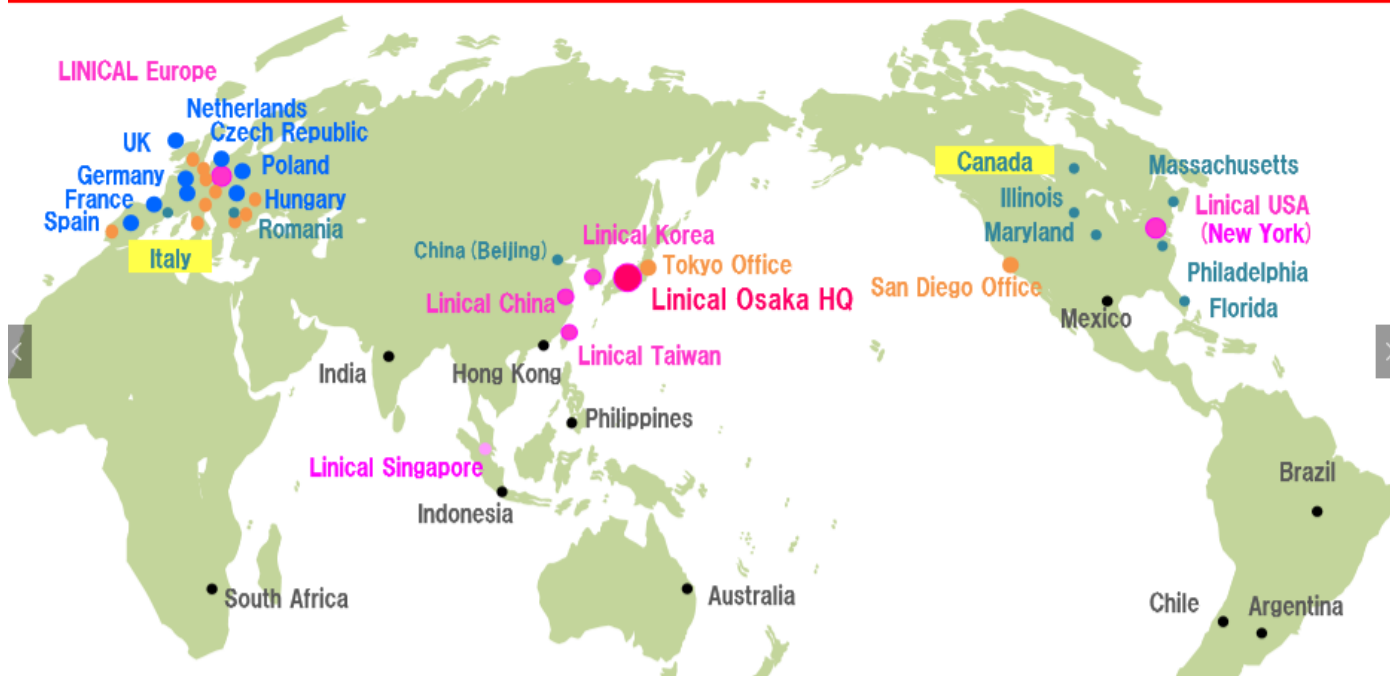 LINICAL Europe
Netherlands
UK
Czech Republic
Poland
Germany
France
Hungary
Spain
Romania
Italy
China (Beijing)
Linical Korea
Tokyo Office
Linical China
Linical Osaka HQ
Linical Taiwan
India
Hong Kong
Philippines
Linical Singapore
Indonesia
South Africa
Australia
Canada
Massachusetts
Illinois
Linical USA
(New York)
Maryland
San Diego Office
Philadelphia
Florida
Mexico
Brazil
Chile
Argentina